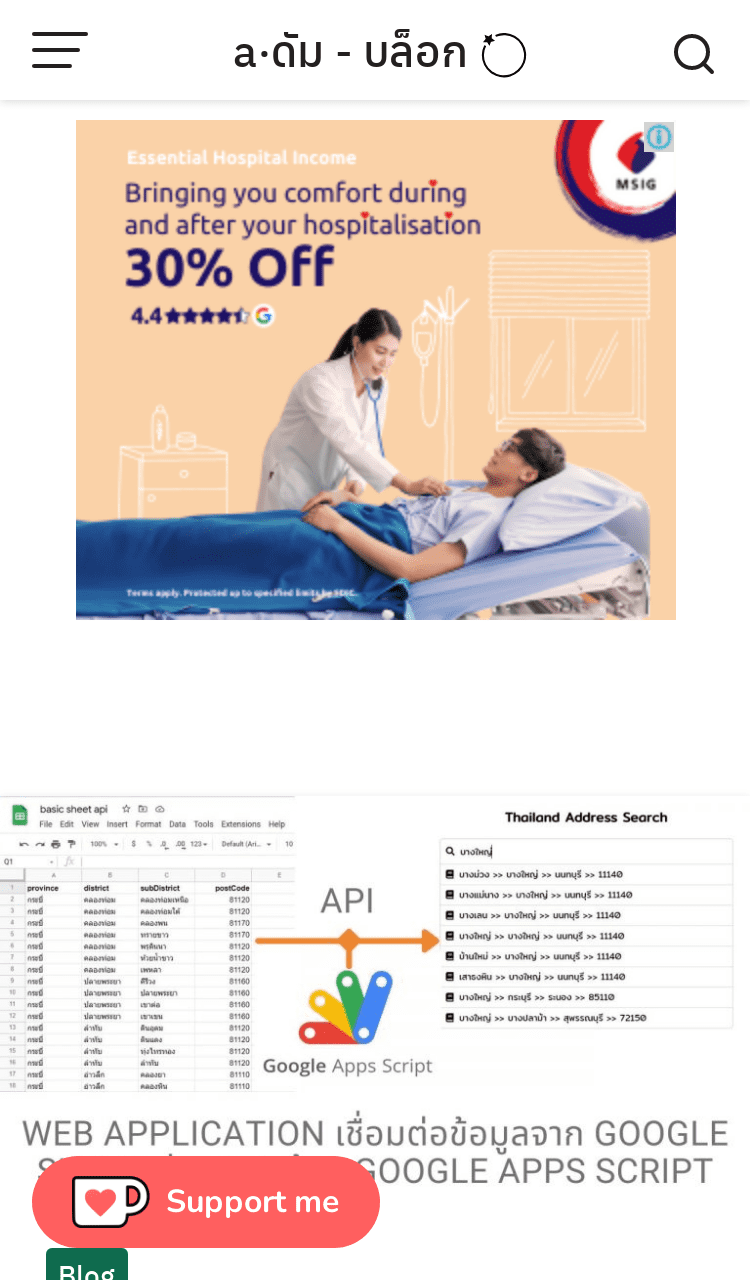 a·ดัม - บล็อก
Essential Hospital Income
Bringing you comfort during
and after your hospitalisation
30% Off
4.4
MSIG
Terms apply. Protected up to specified limits by SDIC.
basic sheet api
File Edit View Insert Format Data Tools Extensions Help
100% $ % .0 .00 123 Default (Ari... 10
Q1 fx
A B C D E
1 province district subDistrict postCode
2 กระบี่ คลองท่อม คลองท่อมเหนือ 81120
3 กระบี่ คลองท่อม คลองท่อมใต้ 81120
4 กระบี่ คลองท่อม คลองพน 81170
5 กระบี่ คลองท่อม ทรายขาว 81170
6 กระบี่ คลองท่อม พรุดินนา 81120
7 กระบี่ คลองท่อม ห้วยน้ำขาว 81120
8 กระบี่ คลองท่อม เพหลา 81120
9 กระบี่ ปลายพระยา คีรีวง 81160
10 กระบี่ ปลายพระยา ปลายพระยา 81160
11 กระบี่ ปลายพระยา เขาต่อ 81160
12 กระบี่ ปลายพระยา เขาเขน 81160
13 กระบี่ ลำทับ ดินอุดม 81120
14 กระบี่ ลำทับ ดินแดง 81120
15 กระบี่ ลำทับ ทุ่งไทรทอง 81120
16 กระบี่ ลำทับ ลำทับ 81120
17 กระบี่ อ่าวลึก คลองยา 81110
18 กระบี่ อ่าวลึก คลองหิน 81110
API
Google Apps Script
Thailand Address Search
บางใหญ่
บางม่วง >> บางใหญ่ >> นนทบุรี >> 11140
บางแม่นาง >> บางใหญ่ >> นนทบุรี >> 11140
บางเลน >> บางใหญ่ >> นนทบุรี >> 11140
บางใหญ่ >> บางใหญ่ >> นนทบุรี >> 11140
บ้านใหม่ >> บางใหญ่ >> นนทบุรี >> 11140
เสาธงหิน >> บางใหญ่ >> นนทบุรี >> 11140
บางใหญ่ >> กระบุรี >> ระนอง >> 85110
บางใหญ่ >> บางปลาม้า >> สุพรรณบุรี >> 72150
WEB APPLICATION เชื่อมต่อข้อมูลจาก GOOGLE
GOOGLE APPS SCRIPT
Support me
Blog